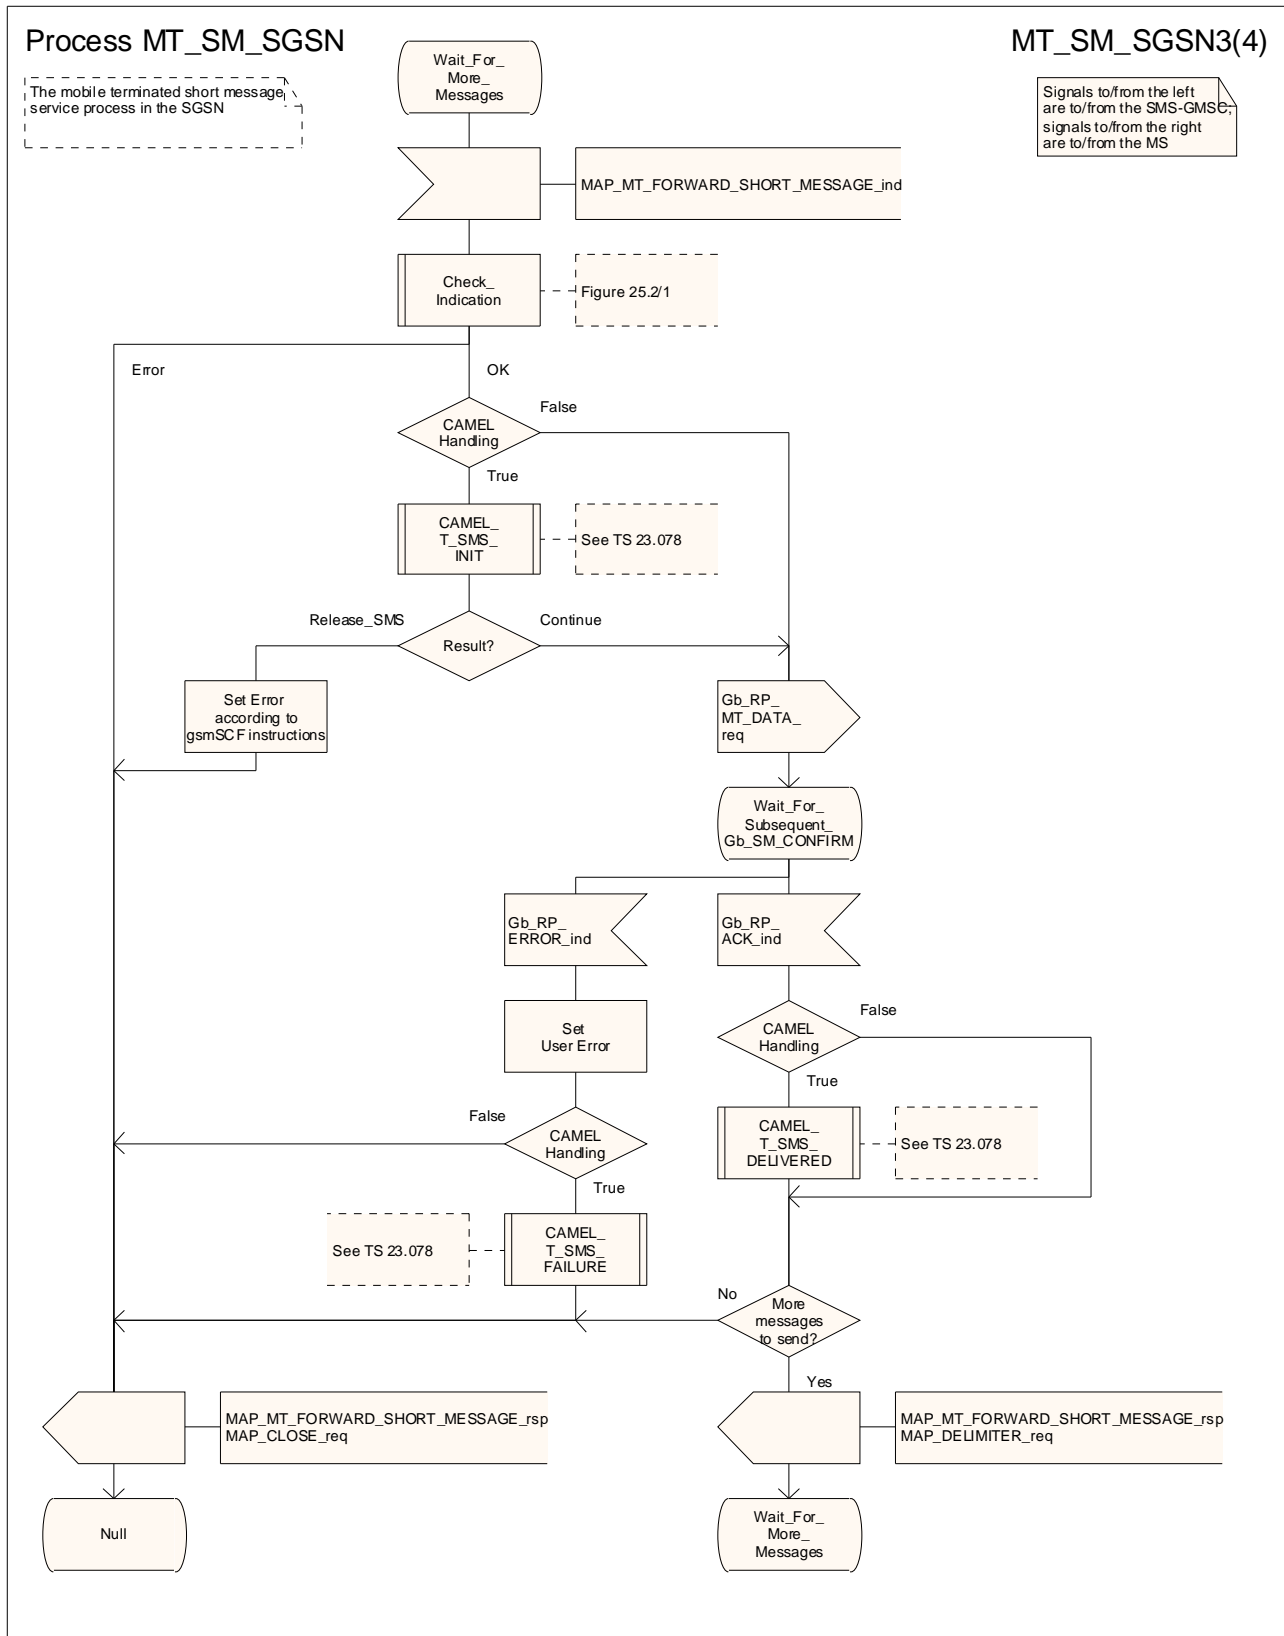 Process MT_SM_SGSN
MT_SM_SGSN3(4)
The mobile terminated short message
service process in the SGSN
Signals to/from the left
are to/from the SMS-GMSC;
signals to/from the right
are to/from the MS
Wait_For_
More_
Messages
MAP_MT_FORWARD_SHORT_MESSAGE_ind
Check_
Indication
Figure 25.2/1
Error
OK
CAMEL
Handling
False
True
CAMEL_
T_SMS_
INIT
See TS 23.078
Release_SMS
Result?
Continue
Set Error
according to
gsmSCF instructions
Gb_RP_
MT_DATA_
req
Wait_For_
Subsequent_
Gb_SM_CONFIRM
Gb_RP_
ERROR_ind
Gb_RP_
ACK_ind
Set
User Error
CAMEL
Handling
False
True
False
CAMEL
Handling
True
CAMEL_
T_SMS_
DELIVERED
See TS 23.078
See TS 23.078
CAMEL_
T_SMS_
FAILURE
No
More
messages
to send?
Yes
MAP_MT_FORWARD_SHORT_MESSAGE_rsp
MAP_CLOSE_req
MAP_MT_FORWARD_SHORT_MESSAGE_rsp
MAP_DELIMITER_req
Null
Wait_For_
More_
Messages